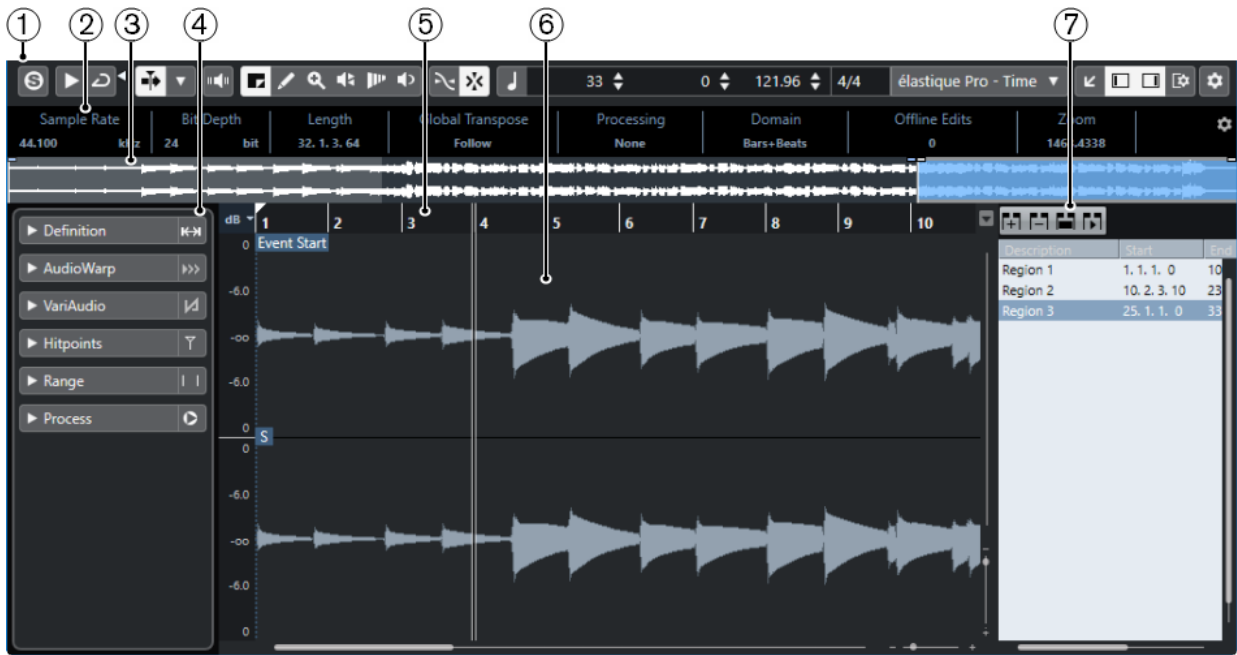 1 2 3 4 5 6 7
S 33 0 121.96 4/4 élastique Pro - Time
Sample Rate Bit Depth Length Global Transpose Processing Domain Offline Edits Zoom
44.100 kHz 24 bit 32. 1. 3. 64 Follow None Bars+Beats 0
Definition
AudioWarp
VariAudio
Hitpoints
Range
Process
dB 1 2 3 4 5 6 7 8 9 10
Event Start
0
-6.0
-∞
-6.0
0
S
0
-6.0
-∞
-6.0
0
Description Start End
Region 1 1. 1. 1. 0 10
Region 2 10. 2. 3. 10 23
Region 3 25. 1. 1. 0 33